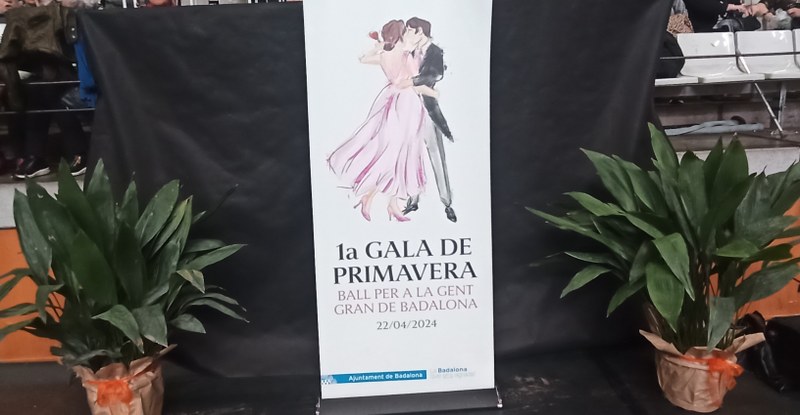 1a GALA DE
PRIMAVERA
BALL PER A LA GENT
GRAN DE BADALONA
22/04/2024
Ajuntament de Badalona
Badalona